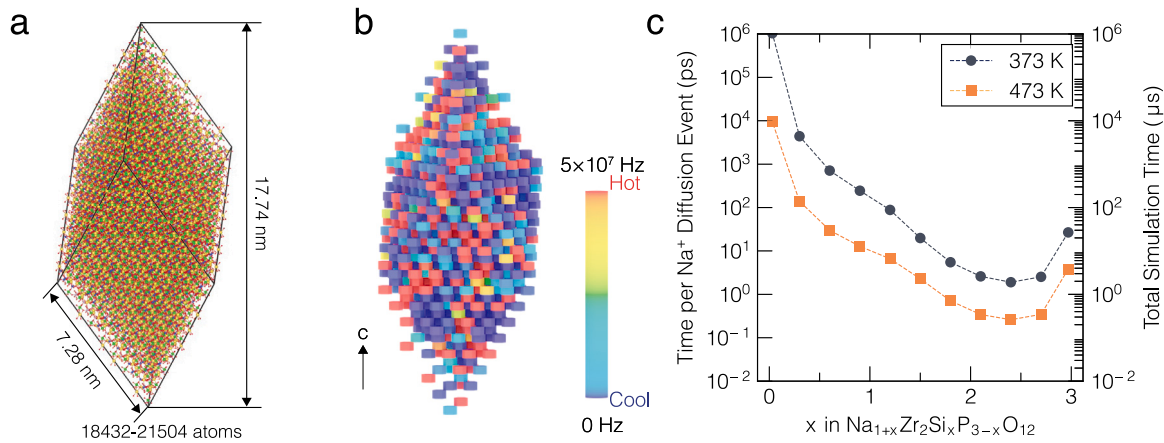 a
17.74 nm
7.28 nm
18432-21504 atoms
b
c
5×10⁷ Hz
Hot
Cool
0 Hz
c
373 K
473 K
Time per Na⁺ Diffusion Event (ps)
10⁶
10⁵
10⁴
10³
10²
10¹
10⁰
10⁻¹
10⁻²
0
1
2
3
x in Na₁₊ₓZr₂SiₓP₃₋ₓO₁₂
10⁶
10⁴
10²
10⁰
10⁻²
Total Simulation Time (μs)